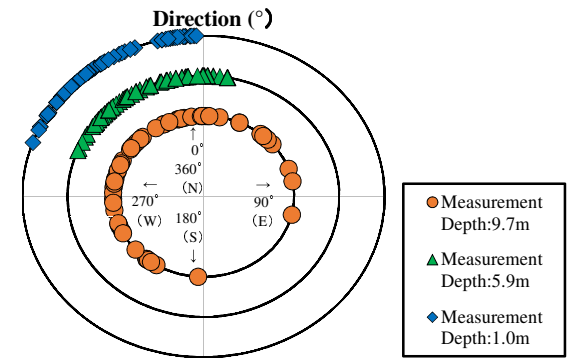 Direction (°)
0°
360°
(N)
←
→
270°
(W)
90°
(E)
180°
(S)
Measurement
Depth:9.7m
Measurement
Depth:5.9m
Measurement
Depth:1.0m